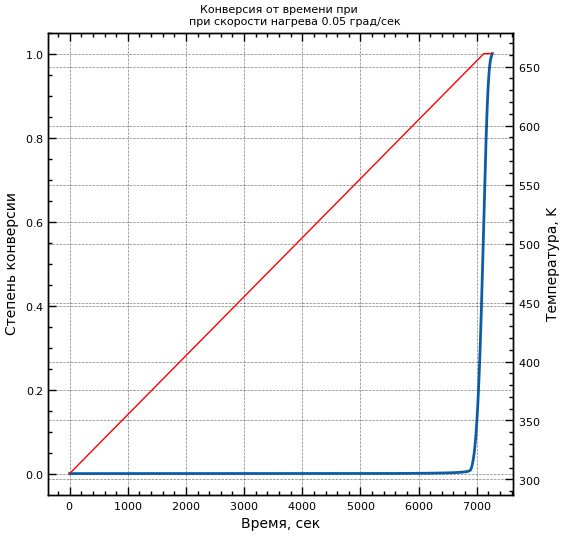 Конверсия от времени при
при скорости нагрева 0.05 град/сек
1.0
0.8
0.6
0.4
0.2
0.0
Степень конверсии
650
600
550
500
450
400
350
300
Температура, K
0 1000 2000 3000 4000 5000 6000 7000
Время, сек